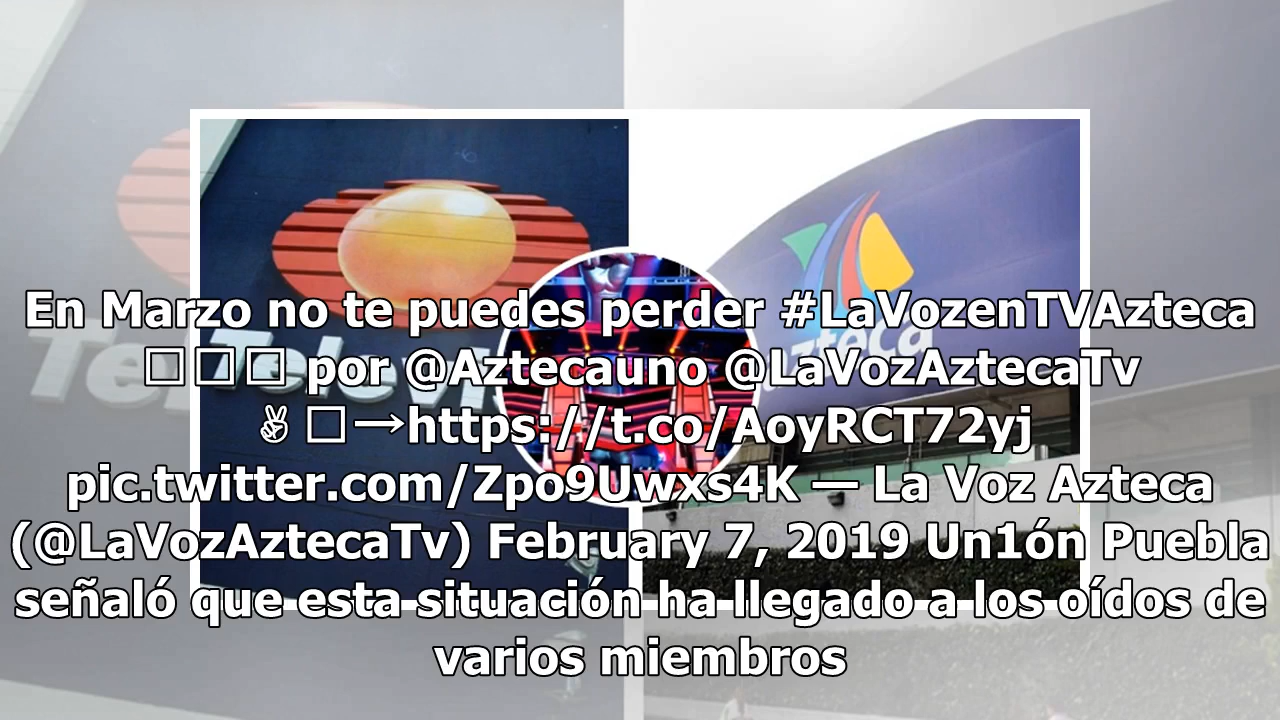 En Marzo no te puedes perder #LaVozenTVAzteca
□□□ por @Aztecauno @LaVozAztecaTv
✌□→https://t.co/AoyRCT72yj
pic.twitter.com/Zpo9Uwxs4K — La Voz Azteca
(@LaVozAztecaTv) February 7, 2019 Un1ón Puebla
señaló que esta situación ha llegado a los oídos de
varios miembros
Azteca